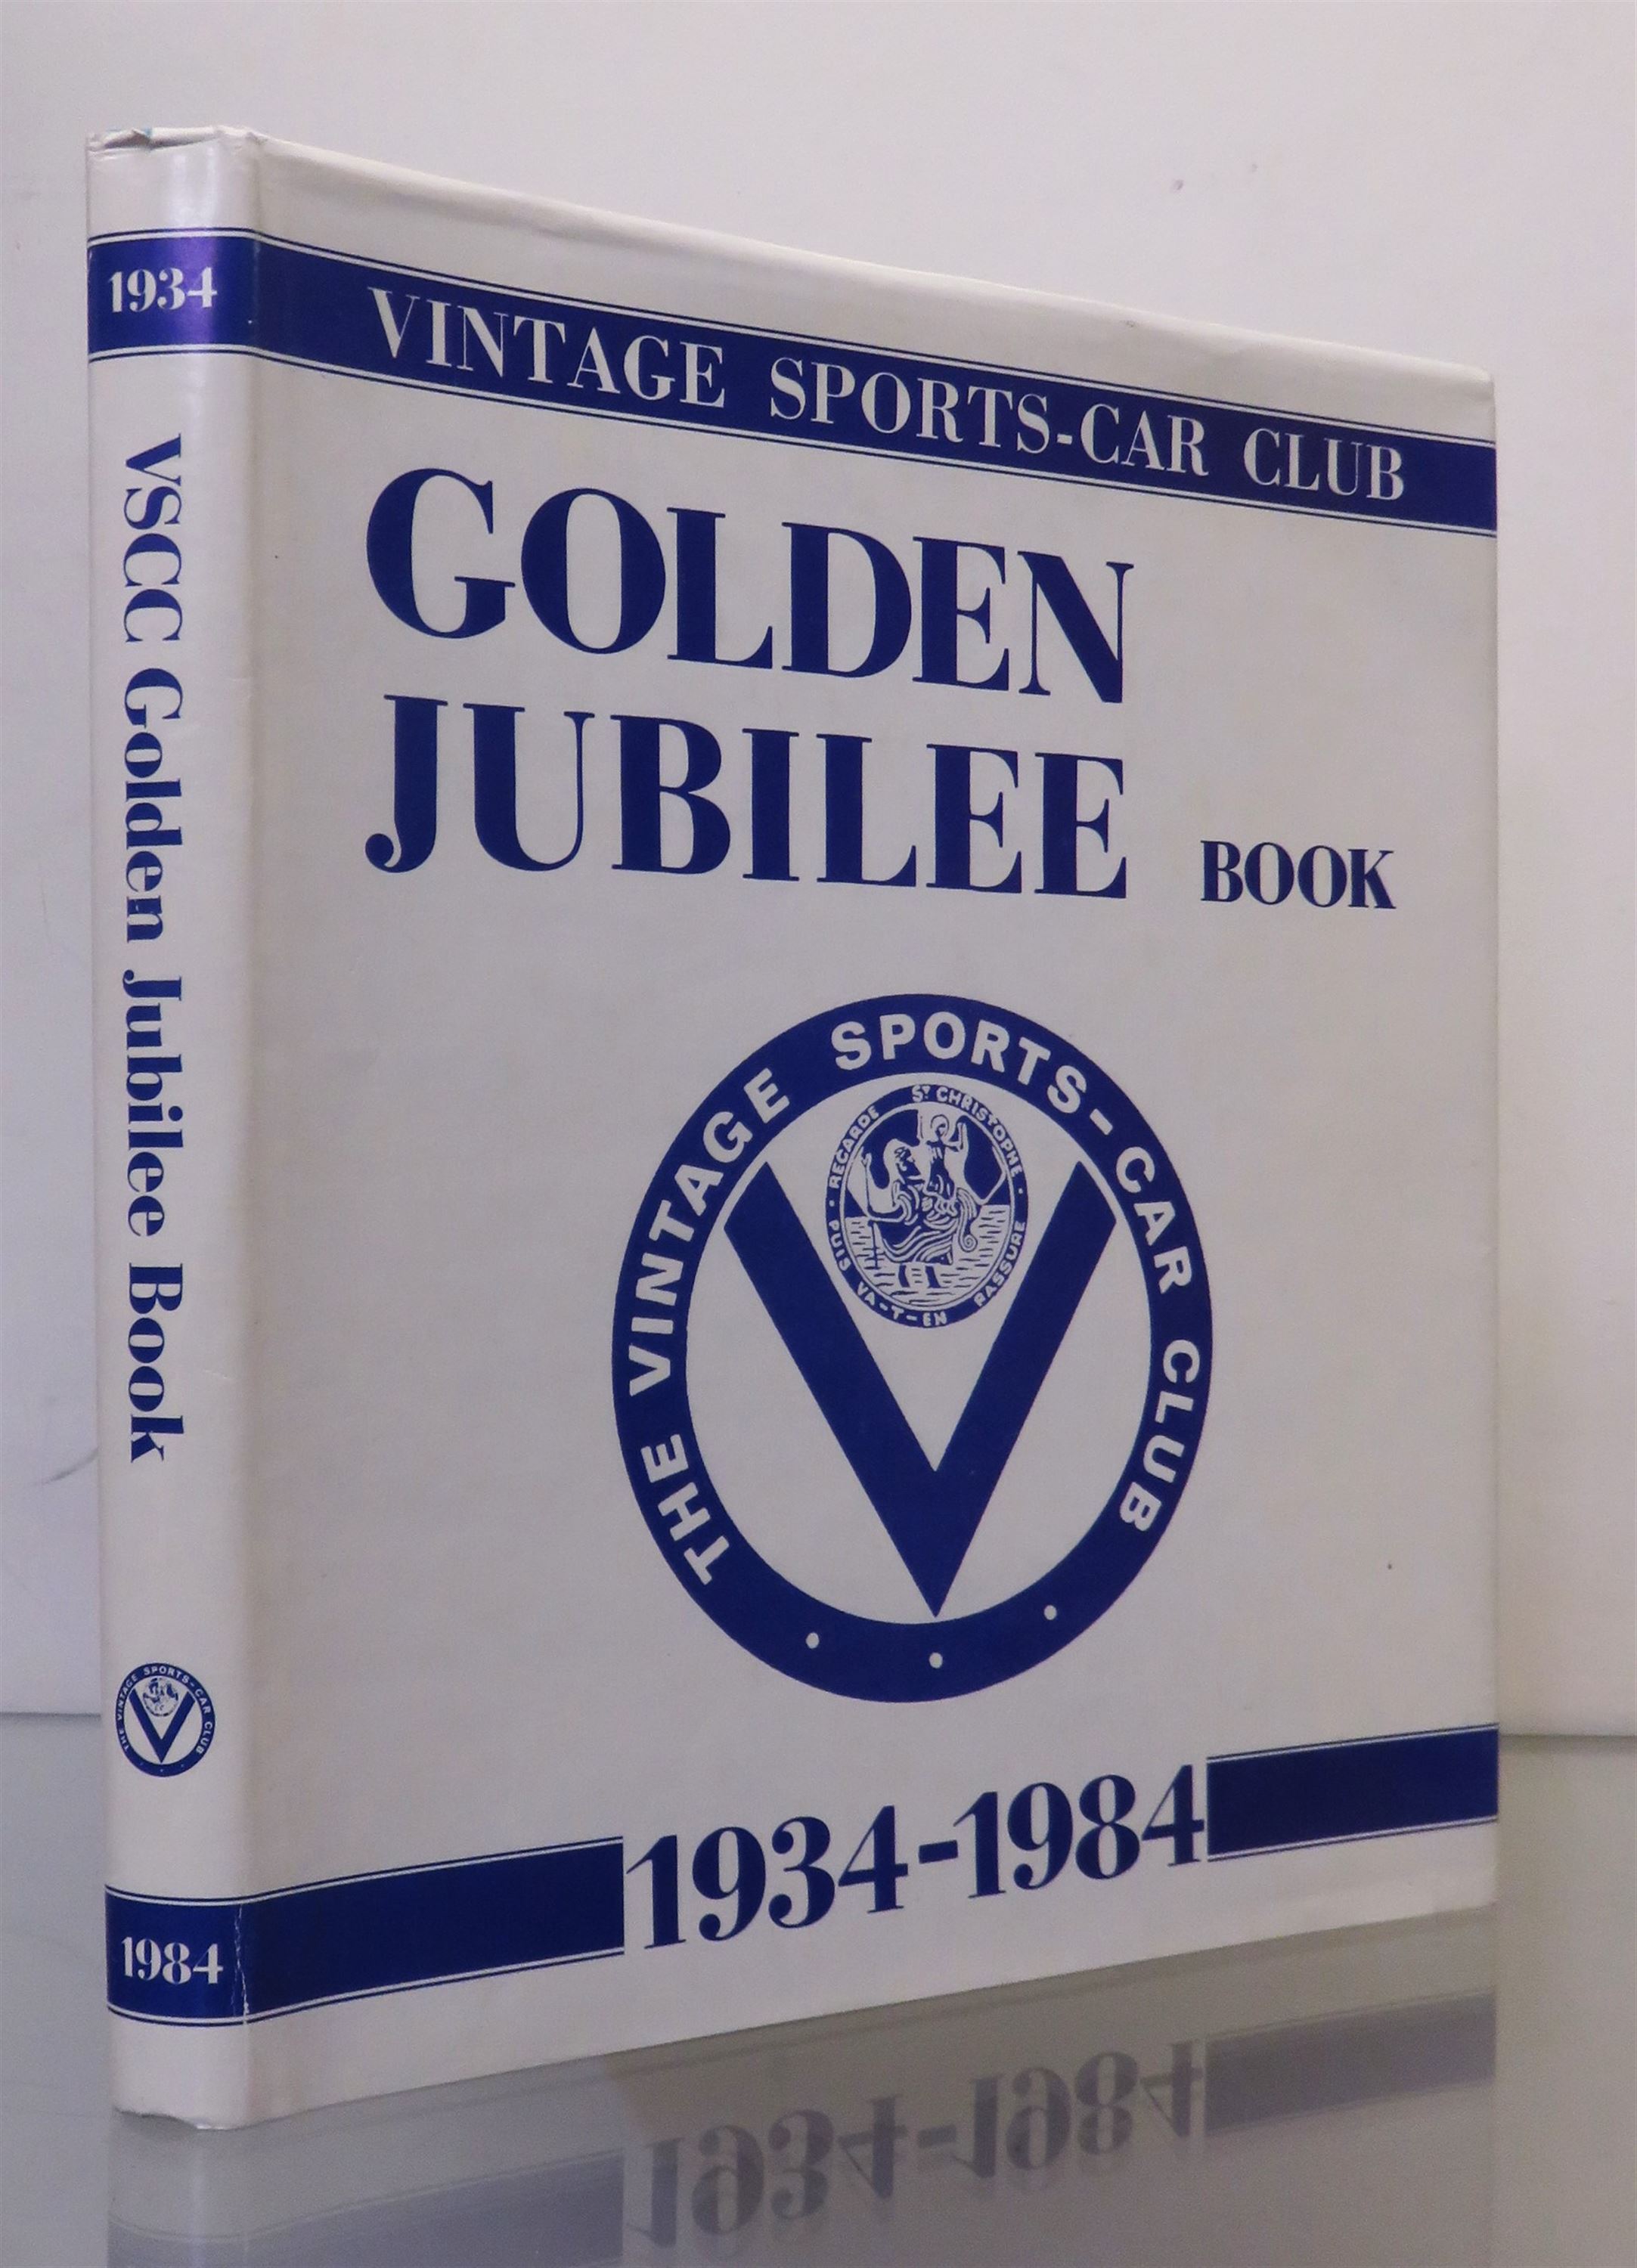 1934
VSCC Golden Jubilee Book
THE VINTAGE SPORTS-CAR CLUB
1984
VINTAGE SPORTS-CAR CLUB
GOLDEN
JUBILEE BOOK
THE VINTAGE SPORTS-CAR CLUB
REGARDE ST CHRISTOPHE
PUIS VA-T-EN RASSURE
1934-1984